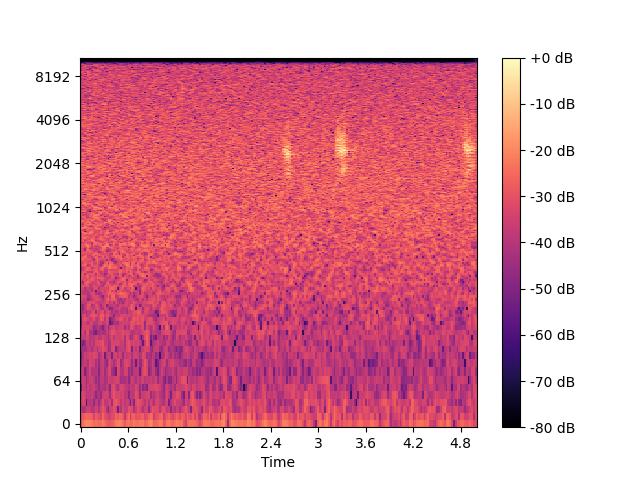 Hz
8192
4096
2048
1024
512
256
128
64
0
0 0.6 1.2 1.8 2.4 3 3.6 4.2 4.8
Time
+0 dB
-10 dB
-20 dB
-30 dB
-40 dB
-50 dB
-60 dB
-70 dB
-80 dB